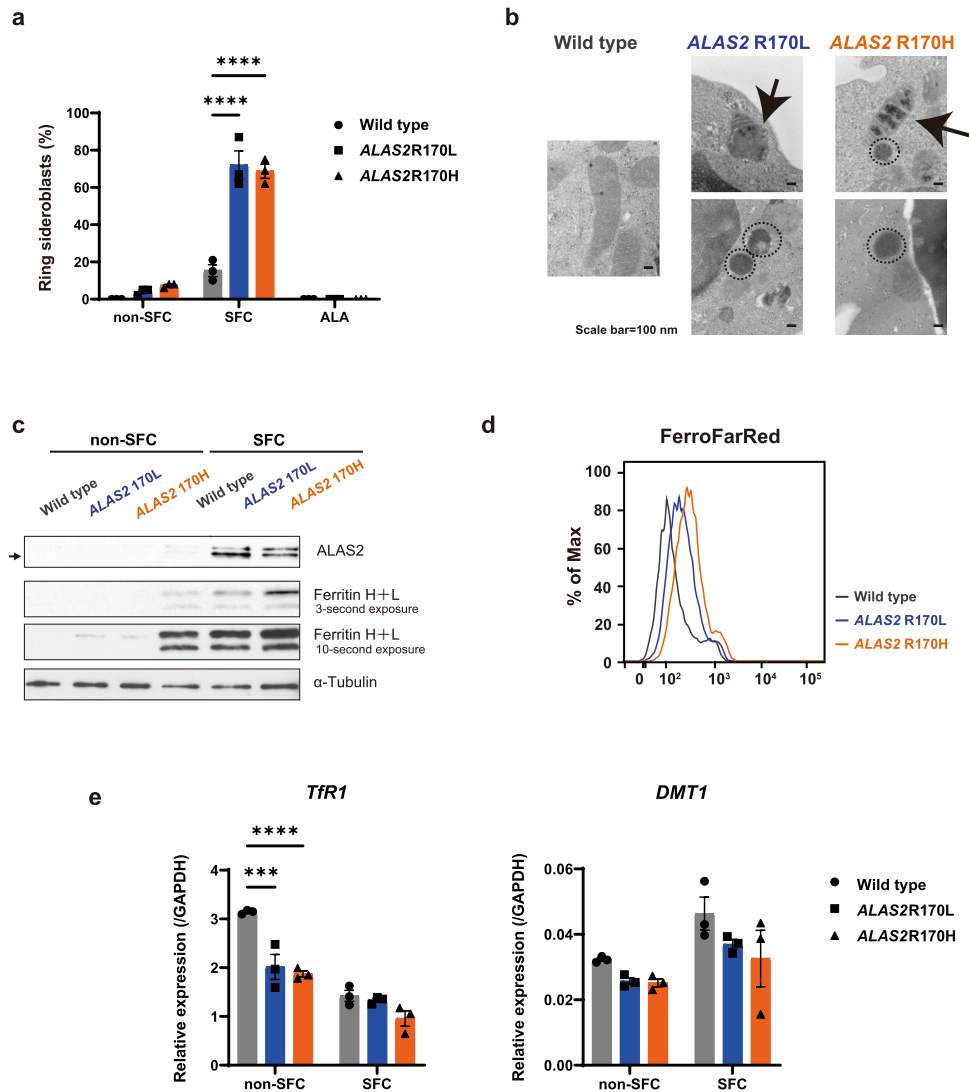 a
****
****
Ring sideroblasts (%)
100
80
60
40
20
0
non-SFC
SFC
ALA
Wild type
ALAS2R170L
ALAS2R170H
b
Wild type
ALAS2 R170L
ALAS2 R170H
Scale bar=100 nm
c
non-SFC
SFC
Wild type
ALAS2 170L
ALAS2 170H
Wild type
ALAS2 170L
ALAS2 170H
ALAS2
Ferritin H+L
3-second exposure
Ferritin H+L
10-second exposure
α-Tubulin
d
FerroFarRed
% of Max
100
80
60
40
20
0
0
10²
10³
10⁴
10⁵
Wild type
ALAS2 R170L
ALAS2 R170H
e
TfR1
****
***
Relative expression (/GAPDH)
4
3
2
1
0
non-SFC
SFC
DMT1
Relative expression (/GAPDH)
0.06
0.04
0.02
0.00
non-SFC
SFC
Wild type
ALAS2R170L
ALAS2R170H